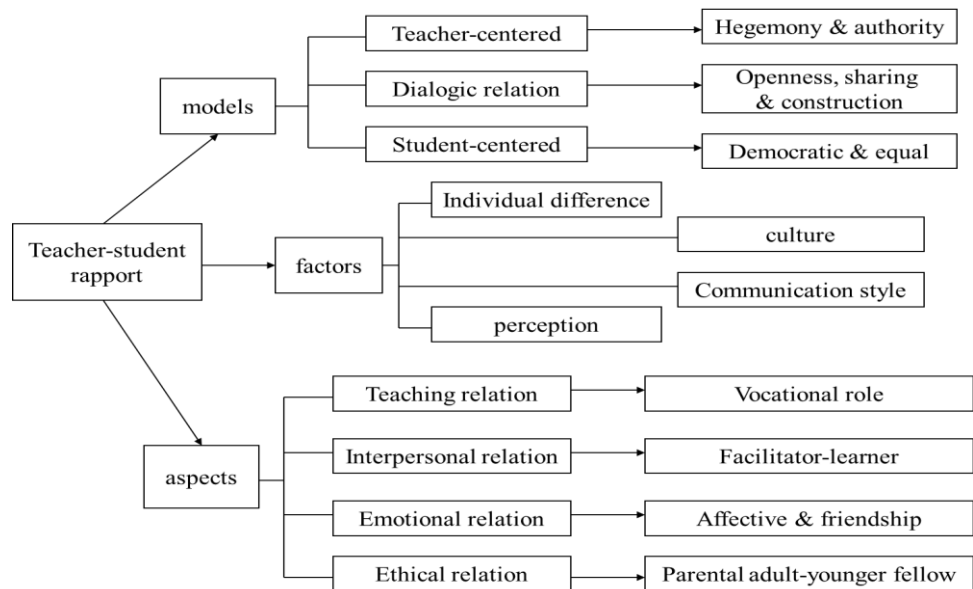 Teacher-centered
Hegemony & authority
models
Dialogic relation
Openness, sharing
& construction
Student-centered
Democratic & equal
Teacher-student
rapport
factors
Individual difference
culture
Communication style
perception
aspects
Teaching relation
Vocational role
Interpersonal relation
Facilitator-learner
Emotional relation
Affective & friendship
Ethical relation
Parental adult-younger fellow